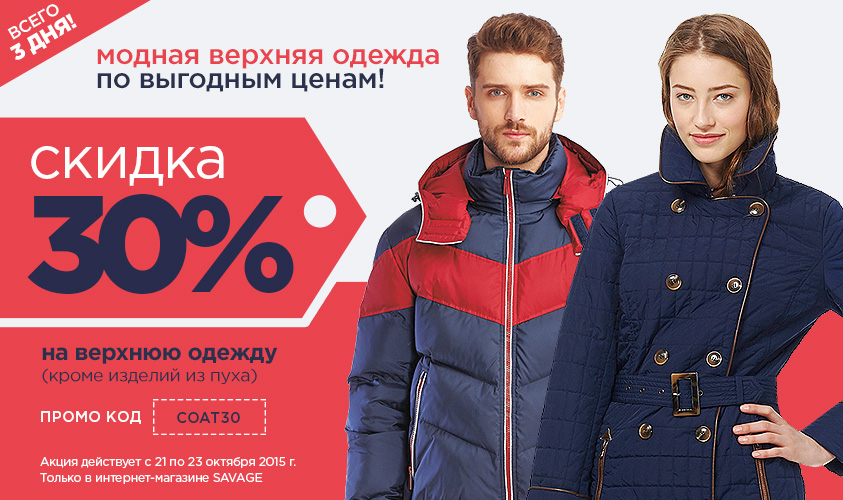 ВСЕГО
3 ДНЯ!
модная верхняя одежда
по выгодным ценам!
скидка
30%
на верхнюю одежду
(кроме изделий из пуха)
ПРОМО КОД COAT30
Акция действует с 21 по 23 октября 2015 г.
Только в интернет-магазине SAVAGE